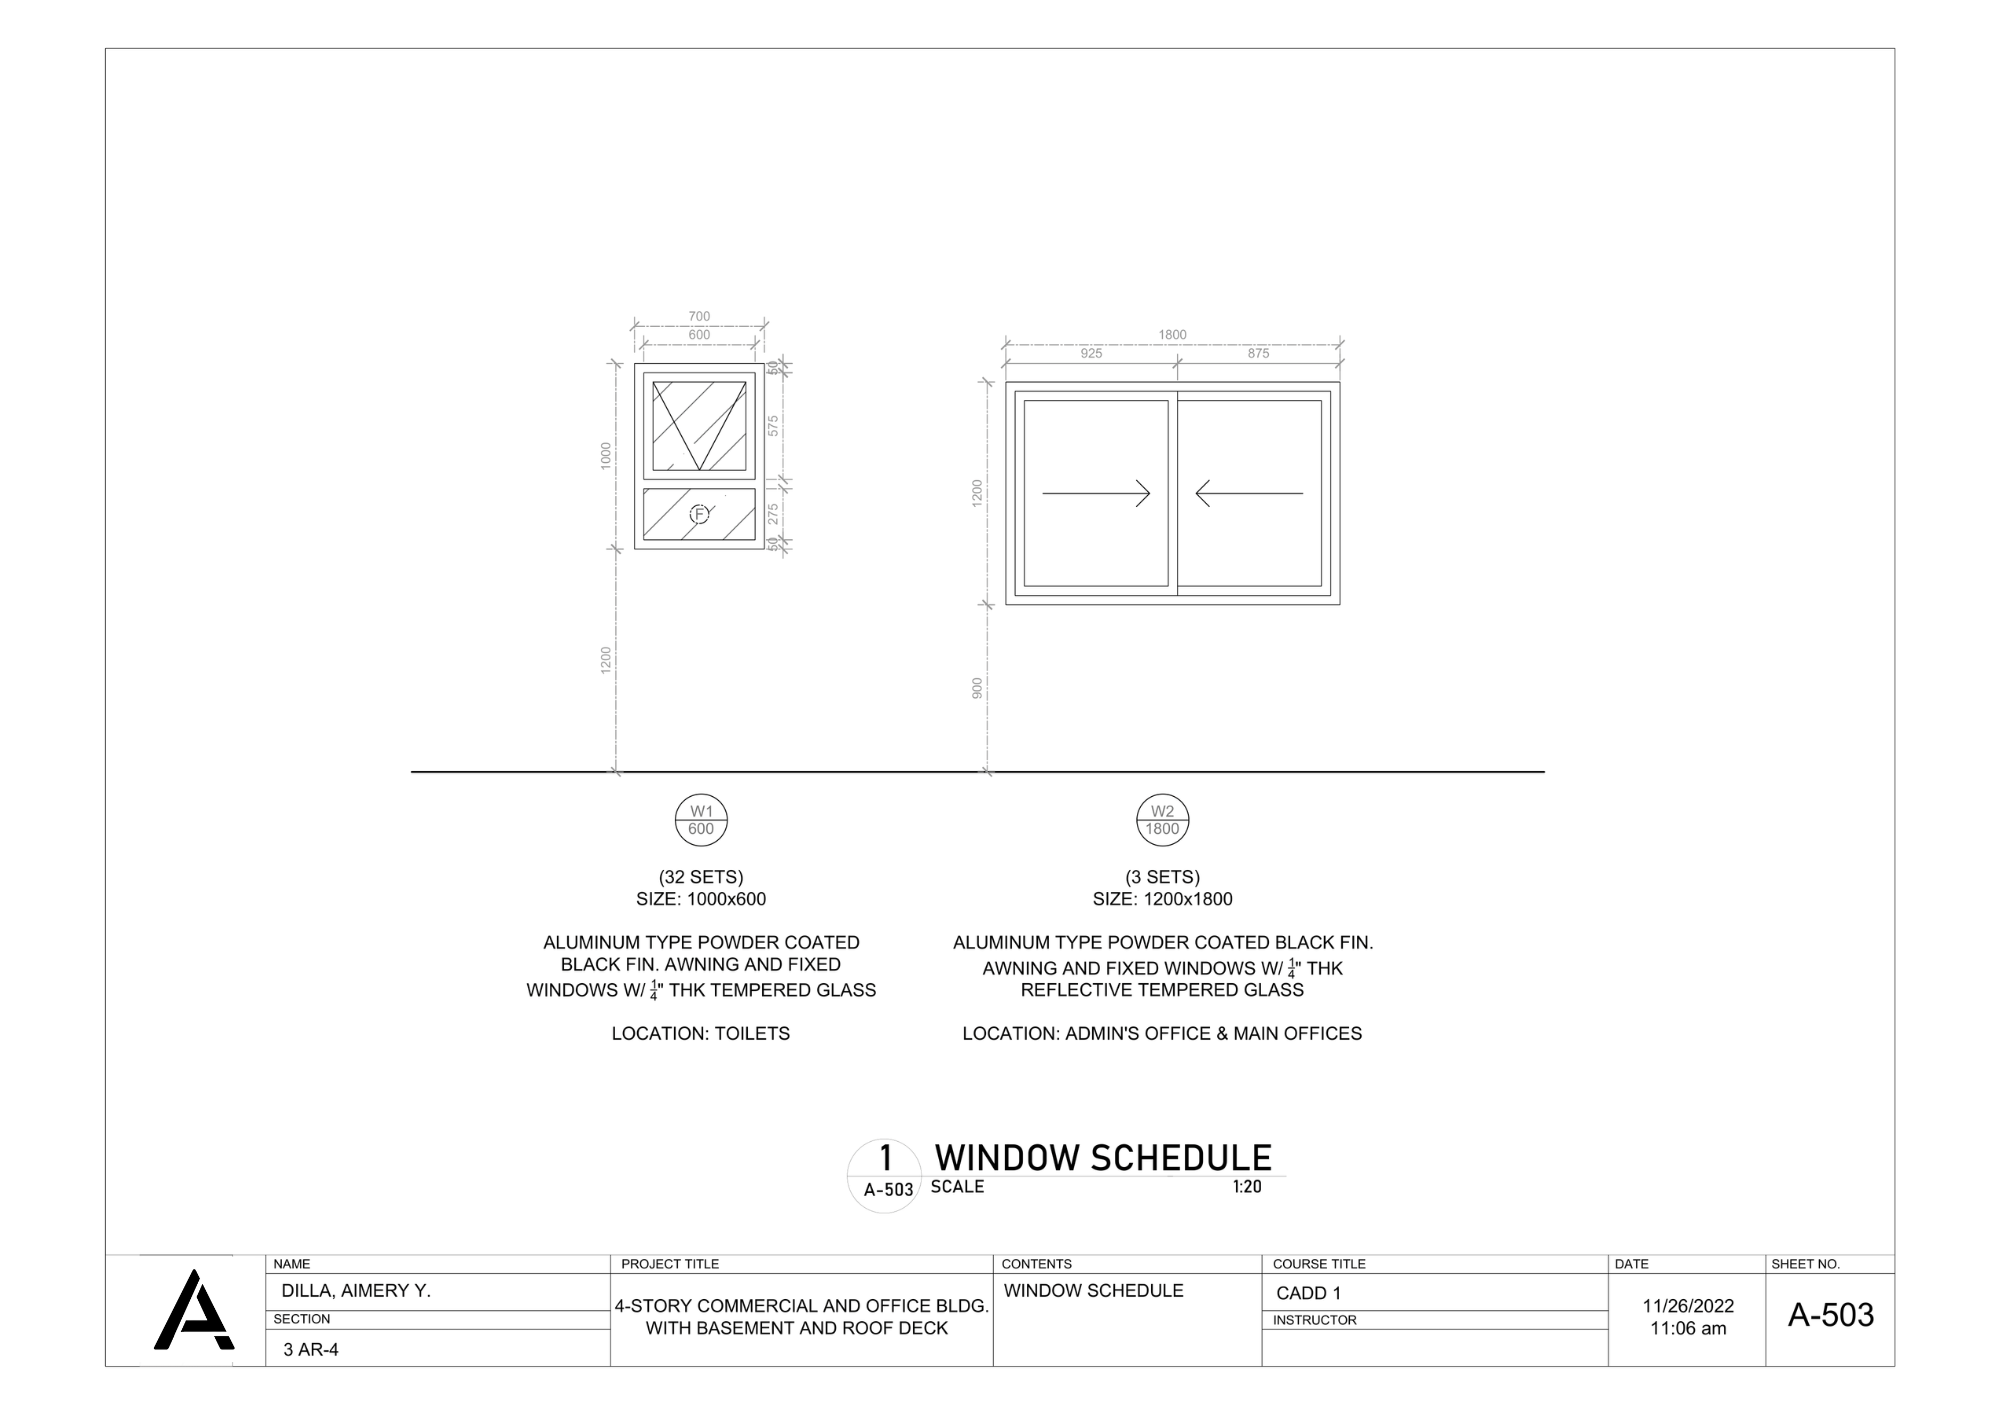 700
600
50
575
1000
275
50
1200
F
1800
925
875
1200
900
W1
600
(32 SETS)
SIZE: 1000x600
ALUMINUM TYPE POWDER COATED
BLACK FIN. AWNING AND FIXED
WINDOWS W/ 1/4" THK TEMPERED GLASS
LOCATION: TOILETS
W2
1800
(3 SETS)
SIZE: 1200x1800
ALUMINUM TYPE POWDER COATED BLACK FIN.
AWNING AND FIXED WINDOWS W/ 1/4" THK
REFLECTIVE TEMPERED GLASS
LOCATION: ADMIN'S OFFICE & MAIN OFFICES
1
A-503
WINDOW SCHEDULE
SCALE 1:20
NAME
DILLA, AIMERY Y.
SECTION
3 AR-4
PROJECT TITLE
4-STORY COMMERCIAL AND OFFICE BLDG.
WITH BASEMENT AND ROOF DECK
CONTENTS
WINDOW SCHEDULE
COURSE TITLE
CADD 1
INSTRUCTOR
DATE
11/26/2022
11:06 am
SHEET NO.
A-503